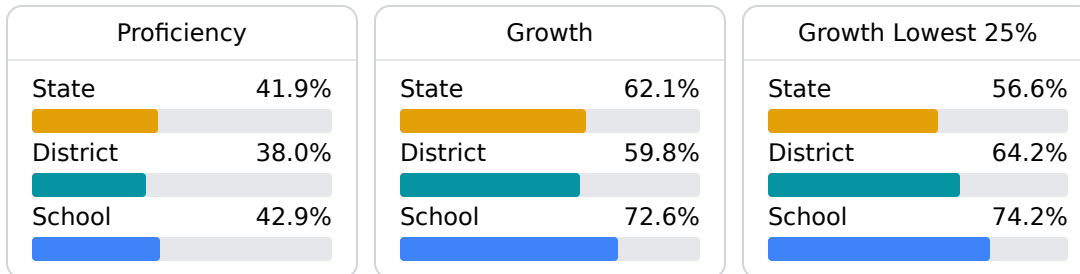 Proficiency
State 41.9%
District 38.0%
School 42.9%
Growth
State 62.1%
District 59.8%
School 72.6%
Growth Lowest 25%
State 56.6%
District 64.2%
School 74.2%